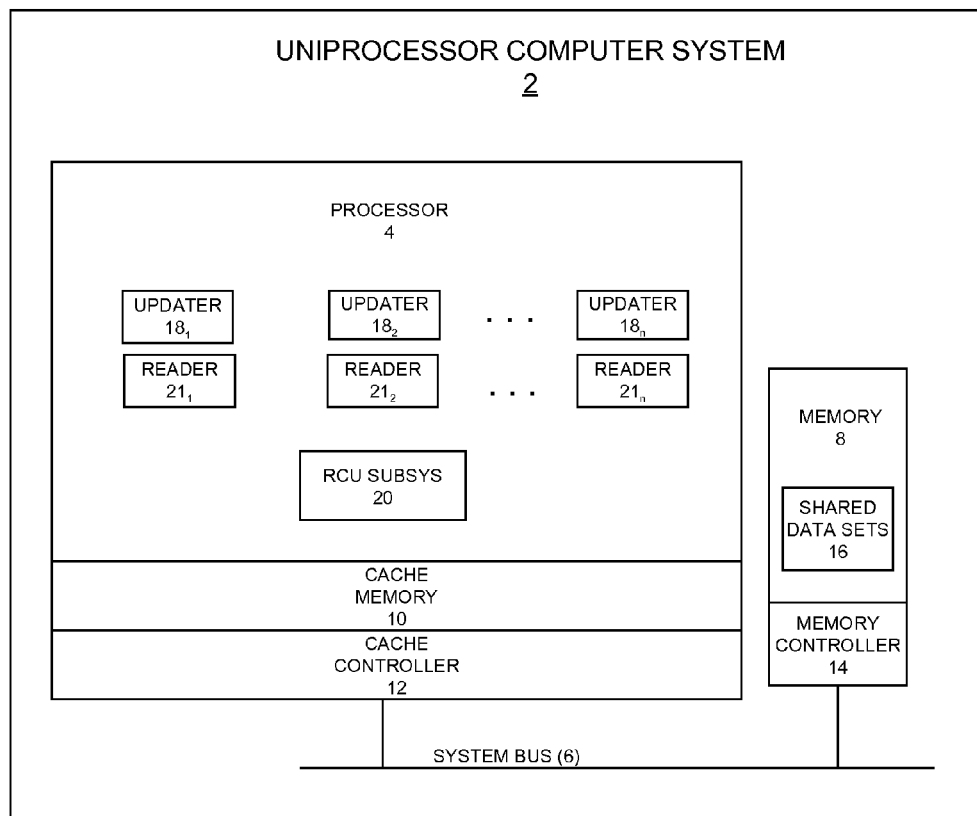 UNIPROCESSOR COMPUTER SYSTEM
2
PROCESSOR
4
UPDATER
18₁
UPDATER
18₂
. . .
UPDATER
18ₙ
READER
21₁
READER
21₂
. . .
READER
21ₙ
RCU SUBSYS
20
CACHE
MEMORY
10
CACHE
CONTROLLER
12
MEMORY
8
SHARED
DATA SETS
16
MEMORY
CONTROLLER
14
SYSTEM BUS (6)